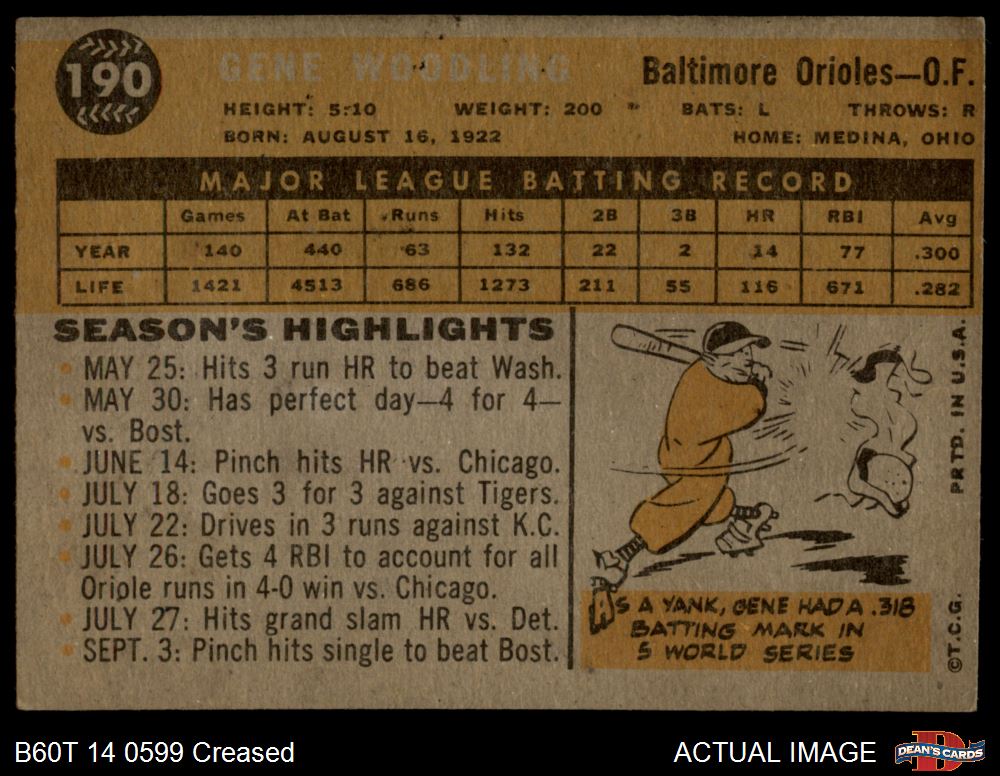 190
GENE WOODLING
Baltimore Orioles—O.F.
HEIGHT: 5:10 WEIGHT: 200 BATS: L THROWS: R
BORN: AUGUST 16, 1922 HOME: MEDINA, OHIO
MAJOR LEAGUE BATTING RECORD
Games At Bat Runs Hits 2B 3B HR RBI Avg
YEAR 140 440 63 132 22 2 14 77 .300
LIFE 1421 4513 686 1273 211 55 116 671 .282
SEASON'S HIGHLIGHTS
MAY 25: Hits 3 run HR to beat Wash.
MAY 30: Has perfect day—4 for 4—
vs. Bost.
JUNE 14: Pinch hits HR vs. Chicago.
JULY 18: Goes 3 for 3 against Tigers.
JULY 22: Drives in 3 runs against K.C.
JULY 26: Gets 4 RBI to account for all
Oriole runs in 4-0 win vs. Chicago.
JULY 27: Hits grand slam HR vs. Det.
SEPT. 3: Pinch hits single to beat Bost.
AS A YANK, GENE HAD A .318
BATTING MARK IN
5 WORLD SERIES
©T.C.G. PRT'D. IN U.S.A.
B60T 14 0599 Creased
ACTUAL IMAGE
D
DEAN'S CARDS